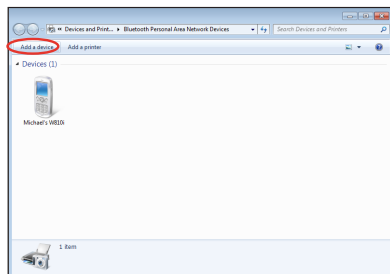 Devices and Print... ▸ Bluetooth Personal Area Network Devices
Search Devices and Printers
Add a device
Add a printer
Devices (1)
Michael's W810i
1 item